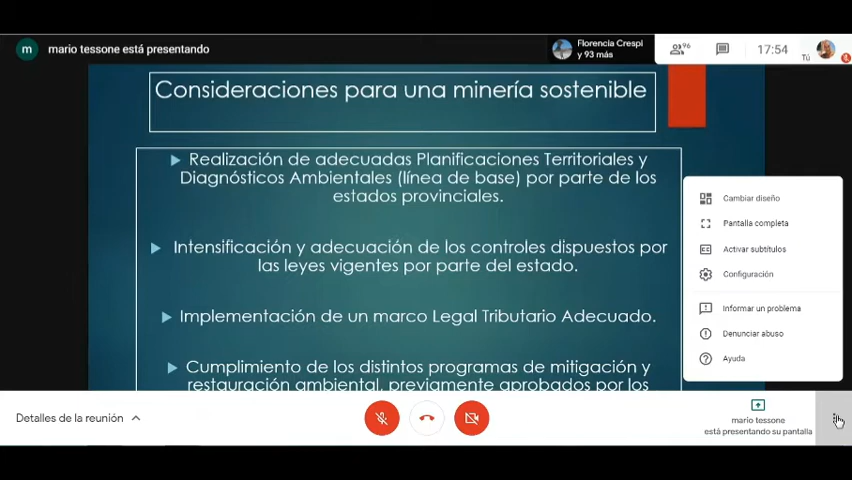 m mario tessone está presentando
Florencia Crespi
y 93 más
96
17:54
Tú
Consideraciones para una minería sostenible
Realización de adecuadas Planificaciones Territoriales y
Diagnósticos Ambientales (línea de base) por parte de los
estados provinciales.
Intensificación y adecuación de los controles dispuestos por
las leyes vigentes por parte del estado.
Implementación de un marco Legal Tributario Adecuado.
Cumplimiento de los distintos programas de mitigación y
restauración ambiental, previamente aprobados por los
Cambiar diseño
Pantalla completa
Activar subtítulos
Configuración
Informar un problema
Denunciar abuso
Ayuda
Detalles de la reunión
mario tessone
está presentando su pantalla